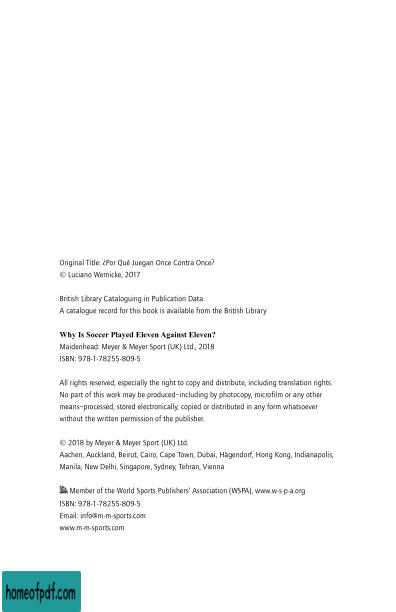 Original Title: ¿Por Qué Juegan Once Contra Once?
© Luciano Wernicke, 2017
British Library Cataloguing in Publication Data
A catalogue record for this book is available from the British Library
Why Is Soccer Played Eleven Against Eleven?
Maidenhead: Meyer & Meyer Sport (UK) Ltd., 2018
ISBN: 978-1-78255-809-5
All rights reserved, especially the right to copy and distribute, including translation rights.
No part of this work may be produced–including by photocopy, microfilm or any other
means–processed, stored electronically, copied or distributed in any form whatsoever
without the written permission of the publisher.
© 2018 by Meyer & Meyer Sport (UK) Ltd.
Aachen, Auckland, Beirut, Cairo, Cape Town, Dubai, Hägendorf, Hong Kong, Indianapolis,
Manila, New Delhi, Singapore, Sydney, Tehran, Vienna
Member of the World Sports Publishers' Association (WSPA), www.w-s-p-a.org
ISBN: 978-1-78255-809-5
Email: info@m-m-sports.com
www.m-m-sports.com
homeofpdf.com